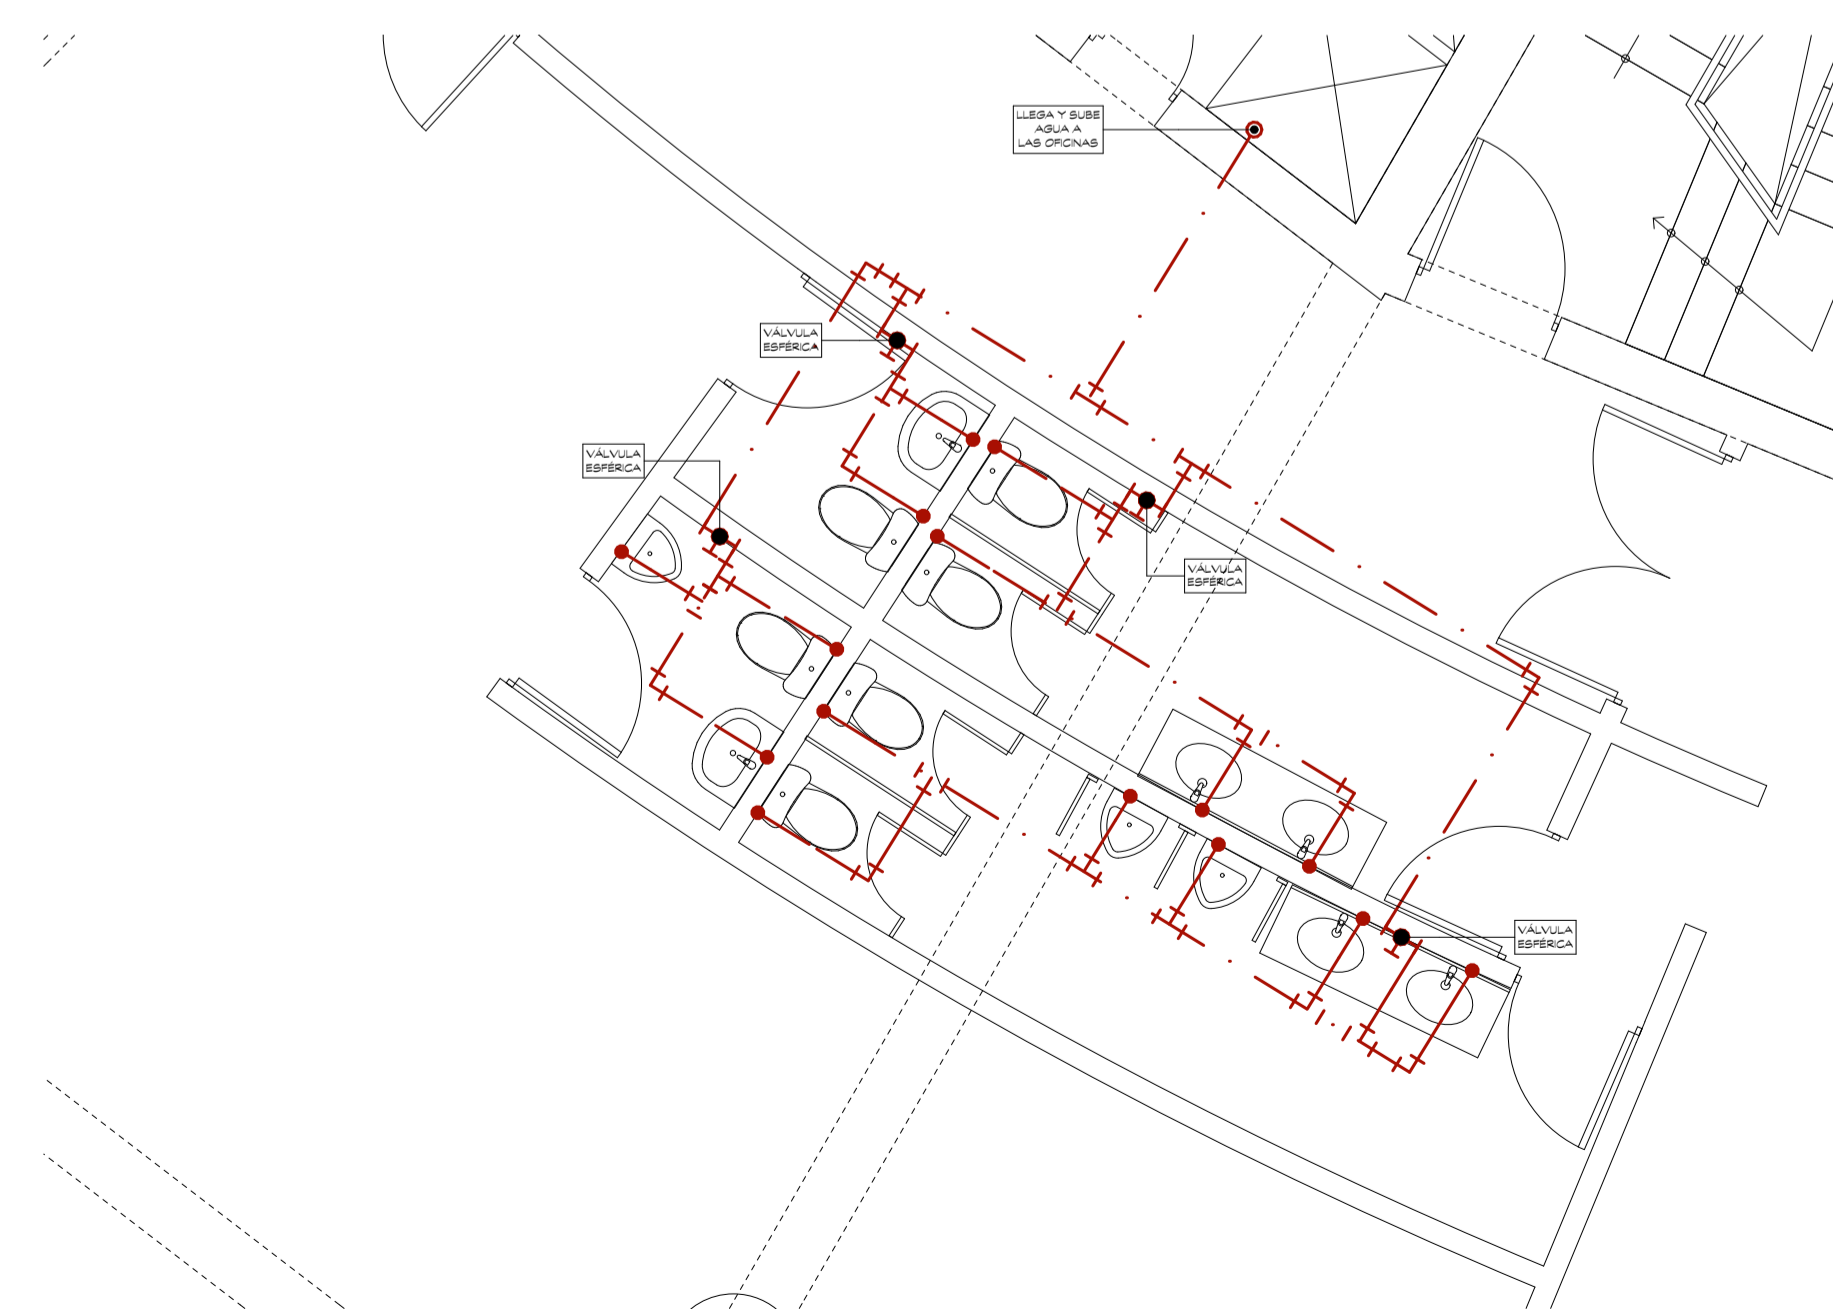 LLEGA Y SUBE
AGUA A
LAS OFICINAS
VÁLVULA
ESFÉRICA
VÁLVULA
ESFÉRICA
VÁLVULA
ESFÉRICA
VÁLVULA
ESFÉRICA